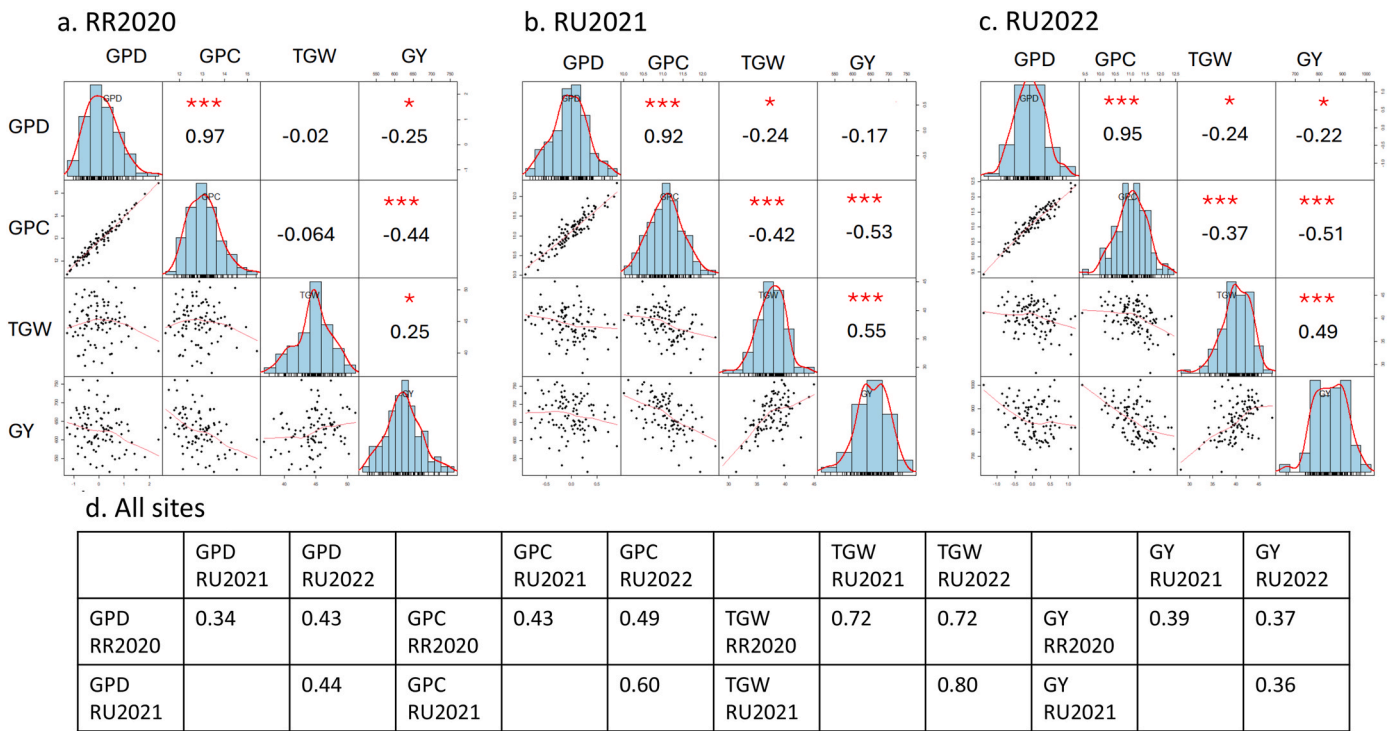 a. RR2020
b. RU2021
c. RU2022
GPD GPC TGW GY
GPD GPC TGW GY
GPD GPC TGW GY
GPD
GPD
*** *
0.97 -0.02 -0.25
GPD
*** *
0.92 -0.24 -0.17
GPD
*** * *
0.95 -0.24 -0.22
GPC
GPC
***
-0.064 -0.44
GPC
*** ***
-0.42 -0.53
GPC
*** ***
-0.37 -0.51
TGW
TGW
*
0.25
TGW
***
0.55
TGW
***
0.49
GY
GY
GY
GY
d. All sites
GPD RU2021 GPD RU2022 GPC RU2021 GPC RU2022 TGW RU2021 TGW RU2022 GY RU2021 GY RU2022
GPD RR2020 0.34 0.43 GPC RR2020 0.43 0.49 TGW RR2020 0.72 0.72 GY RR2020 0.39 0.37
GPD RU2021 0.44 GPC RU2021 0.60 TGW RU2021 0.80 GY RU2021 0.36